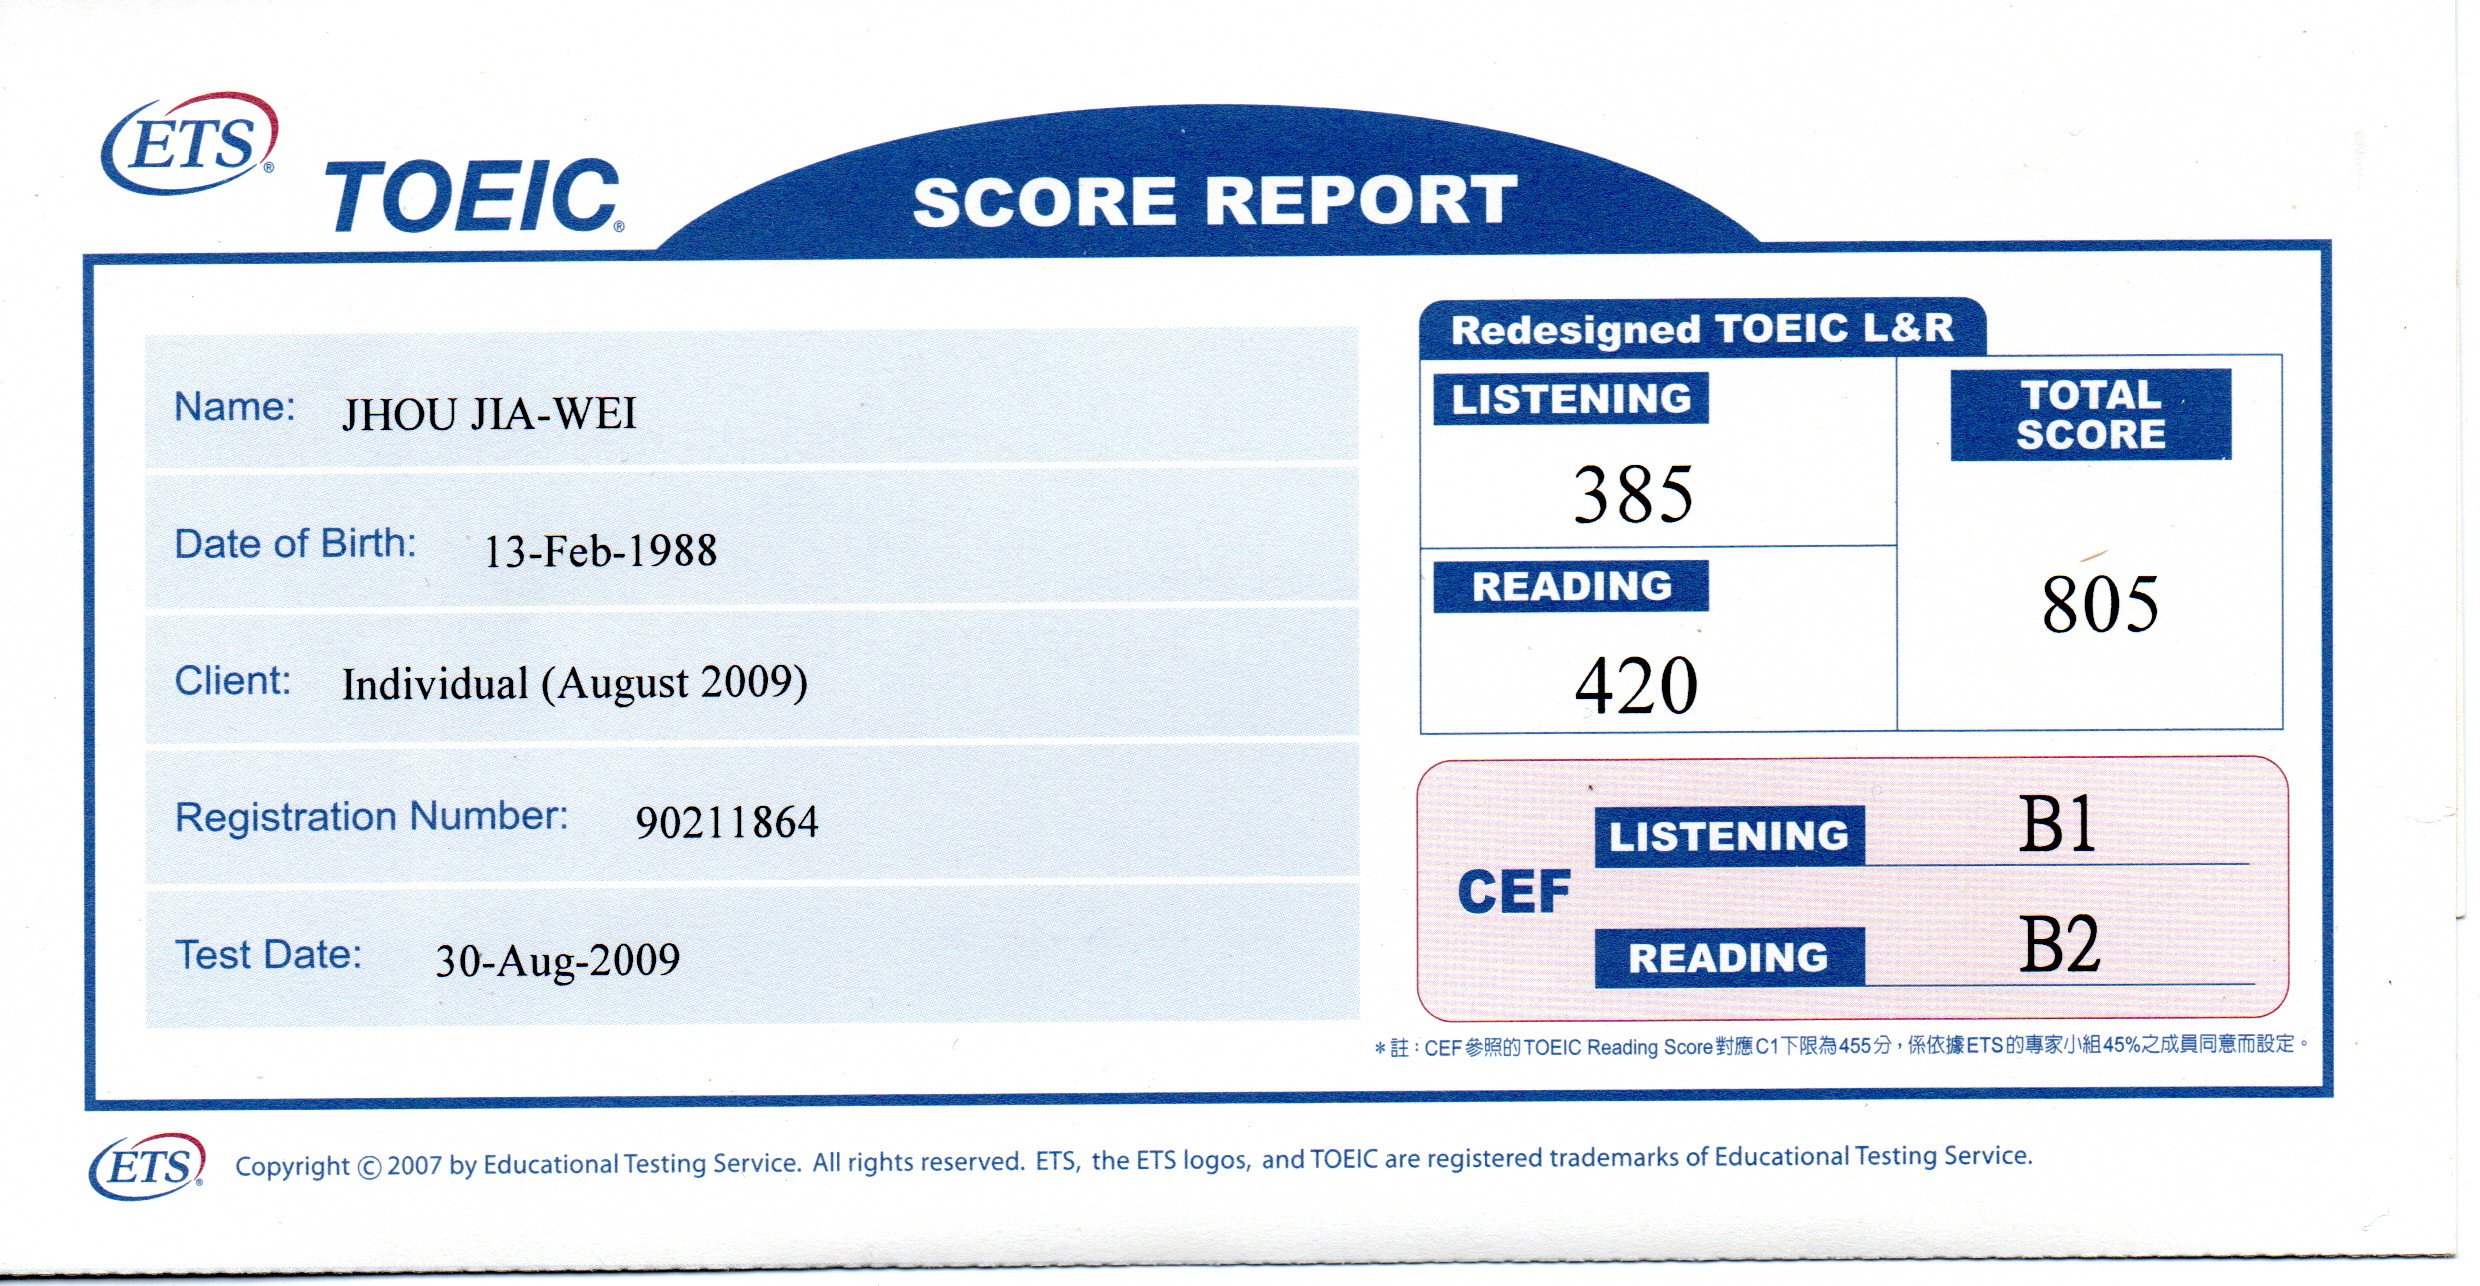 ETS®
TOEIC®
SCORE REPORT
Name: JHOU JIA-WEI
Date of Birth: 13-Feb-1988
Client: Individual (August 2009)
Registration Number: 90211864
Test Date: 30-Aug-2009
Redesigned TOEIC L&R
LISTENING
385
READING
420
TOTAL
SCORE
805
CEF
LISTENING B1
READING B2
*註：CEF參照的TOEIC Reading Score對應C1下限為455分，係依據ETS的專家小組45%之成員同意而設定。
ETS®
Copyright © 2007 by Educational Testing Service. All rights reserved. ETS, the ETS logos, and TOEIC are registered trademarks of Educational Testing Service.